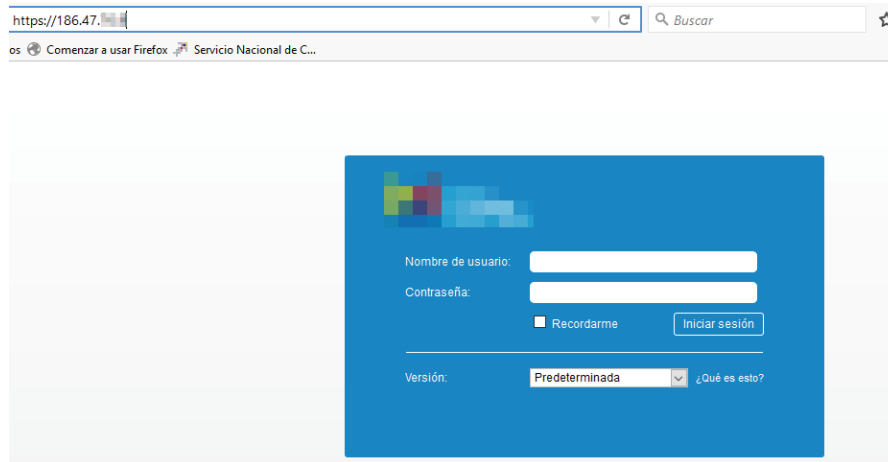 https://186.47.
Buscar
os Comenzar a usar Firefox Servicio Nacional de C...
Nombre de usuario:
Contraseña:
Recordarme Iniciar sesión
Versión: Predeterminada ¿Qué es esto?